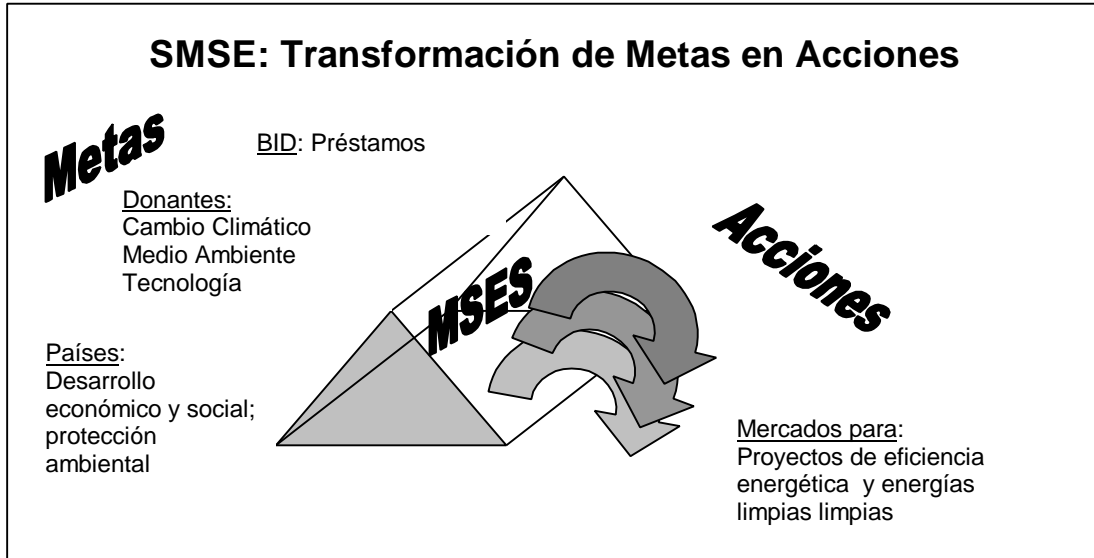 SMSE: Transformación de Metas en Acciones
Metas
BID: Préstamos
Donantes:
Cambio Climático
Medio Ambiente
Tecnología
Acciones
MSES
Países:
Desarrollo
económico y social;
protección
ambiental
Mercados para:
Proyectos de eficiencia
energética y energías
limpias limpias